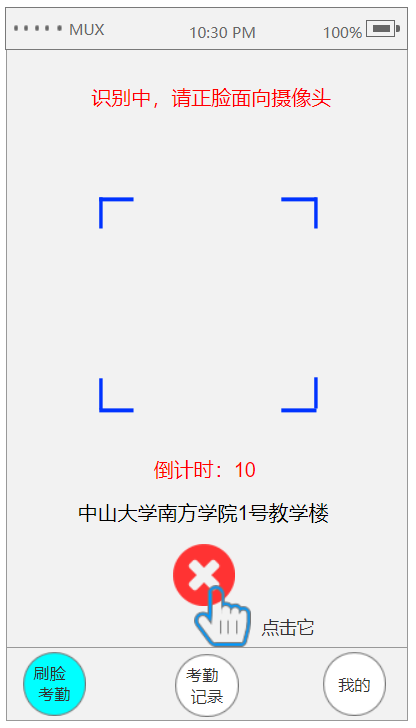 MUX 10:30 PM 100%
识别中，请正脸面向摄像头
倒计时：10
中山大学南方学院1号教学楼
点击它
刷脸
考勤
考勤
记录
我的